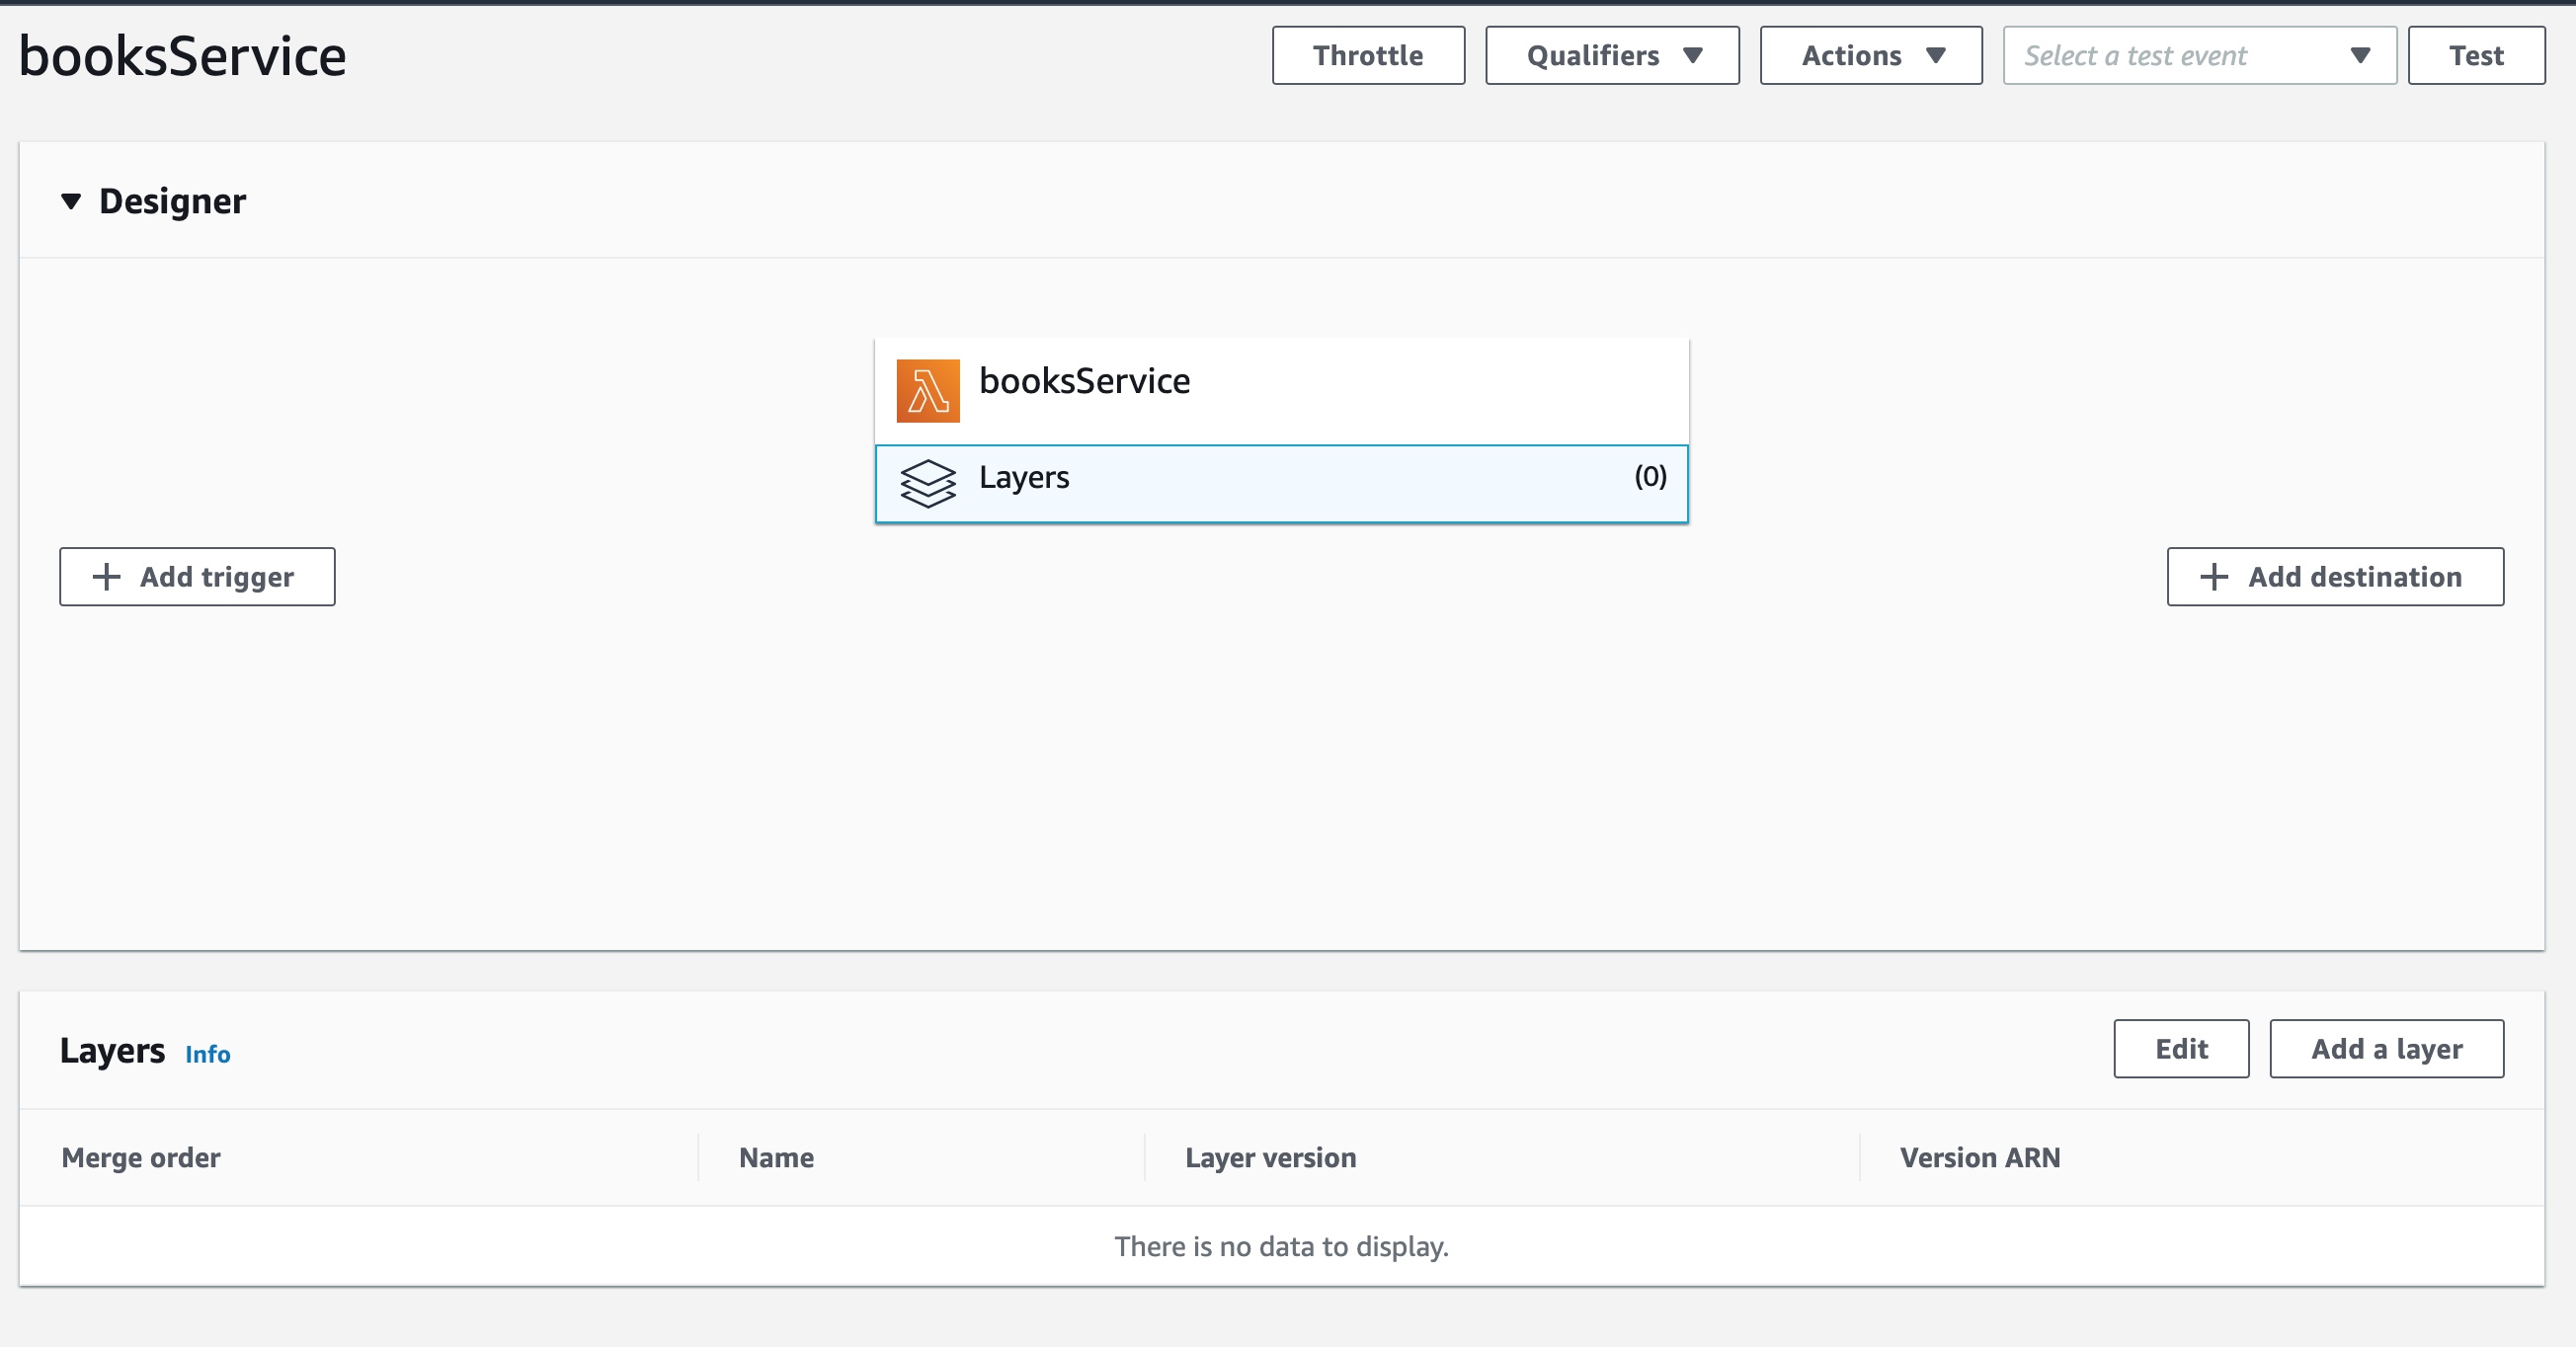 booksService
Throttle
Qualifiers
Actions
Select a test event
Test
Designer
booksService
Layers
(0)
Add trigger
Add destination
Layers Info
Edit
Add a layer
Merge order
Name
Layer version
Version ARN
There is no data to display.